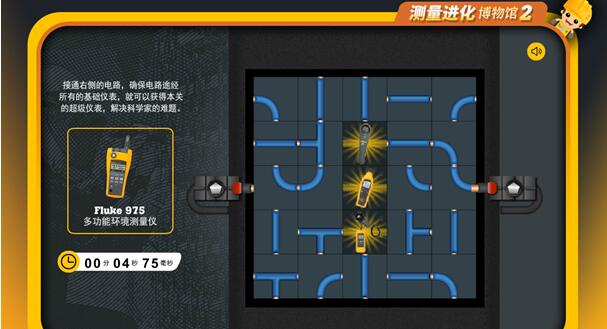 测量进化 博物馆2
接通右侧的电路，确保电路途经
所有的基础仪表，就可以获得本关
的超级仪表，解决科学家的难题。
Fluke 975
多功能环境测量仪
00 分 04 秒 75 毫秒